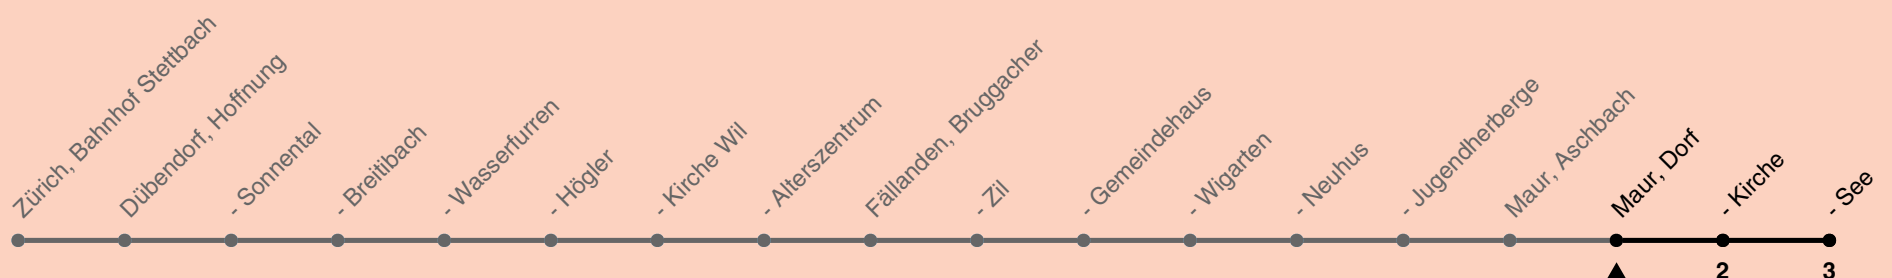 Zürich, Bahnhof Stettbach
Dübendorf, Hoffnung
- Sonnental
- Breitibach
- Wasserfurren
- Högler
- Kirche Wil
- Alterszentrum
Fällanden, Bruggacher
- Zil
- Gemeindehaus
- Wigarten
- Neuhus
- Jugendherberge
Maur, Aschbach
Maur, Dorf
- Kirche
- See
2
3